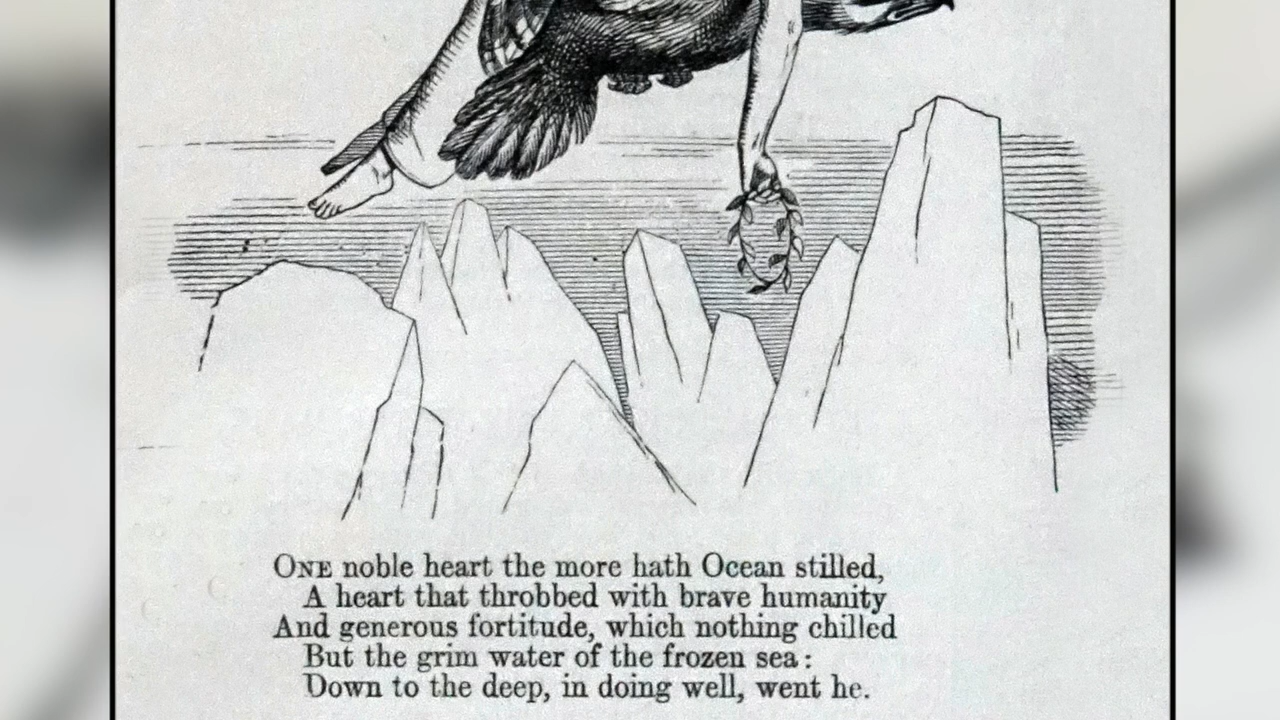 ONE noble heart the more hath Ocean stilled,
A heart that throbbed with brave humanity
And generous fortitude, which nothing chilled
But the grim water of the frozen sea:
Down to the deep, in doing well, went he.